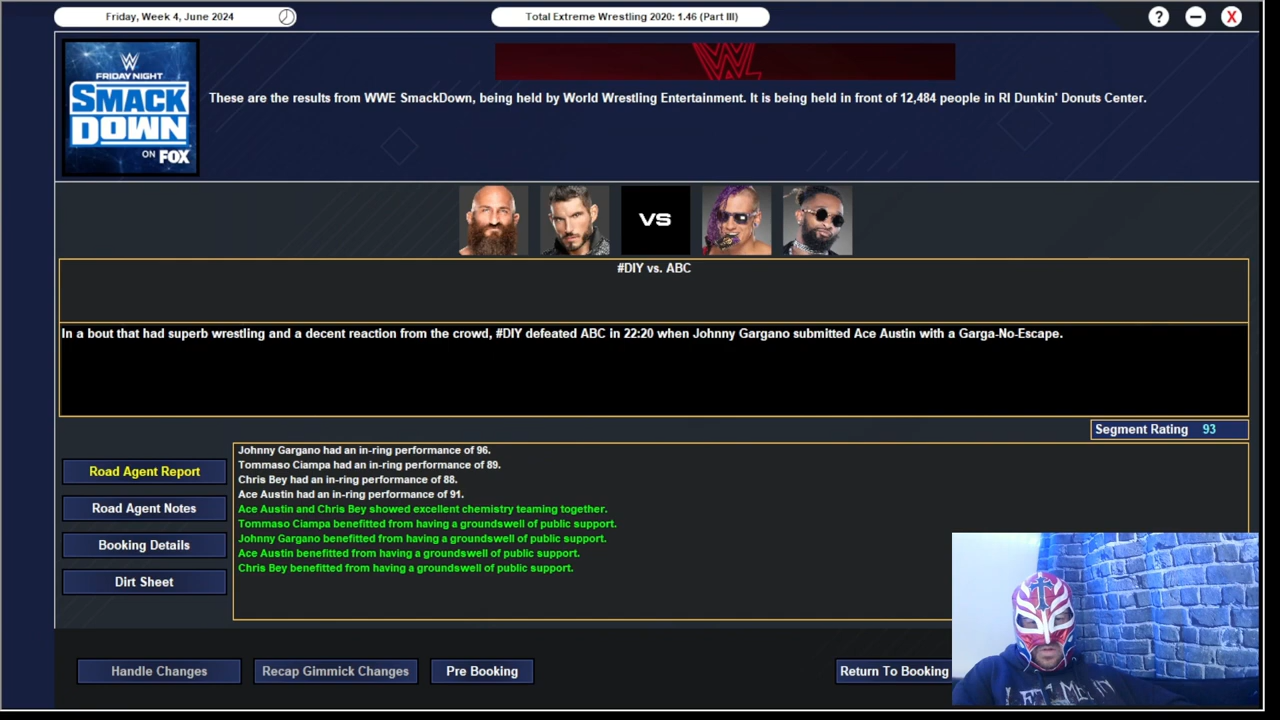 Friday, Week 4, June 2024
Total Extreme Wrestling 2020: 1.46 (Part III)
?
X
W
FRIDAY NIGHT
SMACK
DOWN
ON FOX
These are the results from WWE SmackDown, being held by World Wrestling Entertainment. It is being held in front of 12,484 people in RI Dunkin' Donuts Center.
VS
#DIY vs. ABC
In a bout that had superb wrestling and a decent reaction from the crowd, #DIY defeated ABC in 22:20 when Johnny Gargano submitted Ace Austin with a Garga-No-Escape.
Segment Rating 93
Road Agent Report
Road Agent Notes
Booking Details
Dirt Sheet
Johnny Gargano had an in-ring performance of 96.
Tommaso Ciampa had an in-ring performance of 89.
Chris Bey had an in-ring performance of 88.
Ace Austin had an in-ring performance of 91.
Ace Austin and Chris Bey showed excellent chemistry teaming together.
Tommaso Ciampa benefitted from having a groundswell of public support.
Johnny Gargano benefitted from having a groundswell of public support.
Ace Austin benefitted from having a groundswell of public support.
Chris Bey benefitted from having a groundswell of public support.
Handle Changes
Recap Gimmick Changes
Pre Booking
Return To Booking